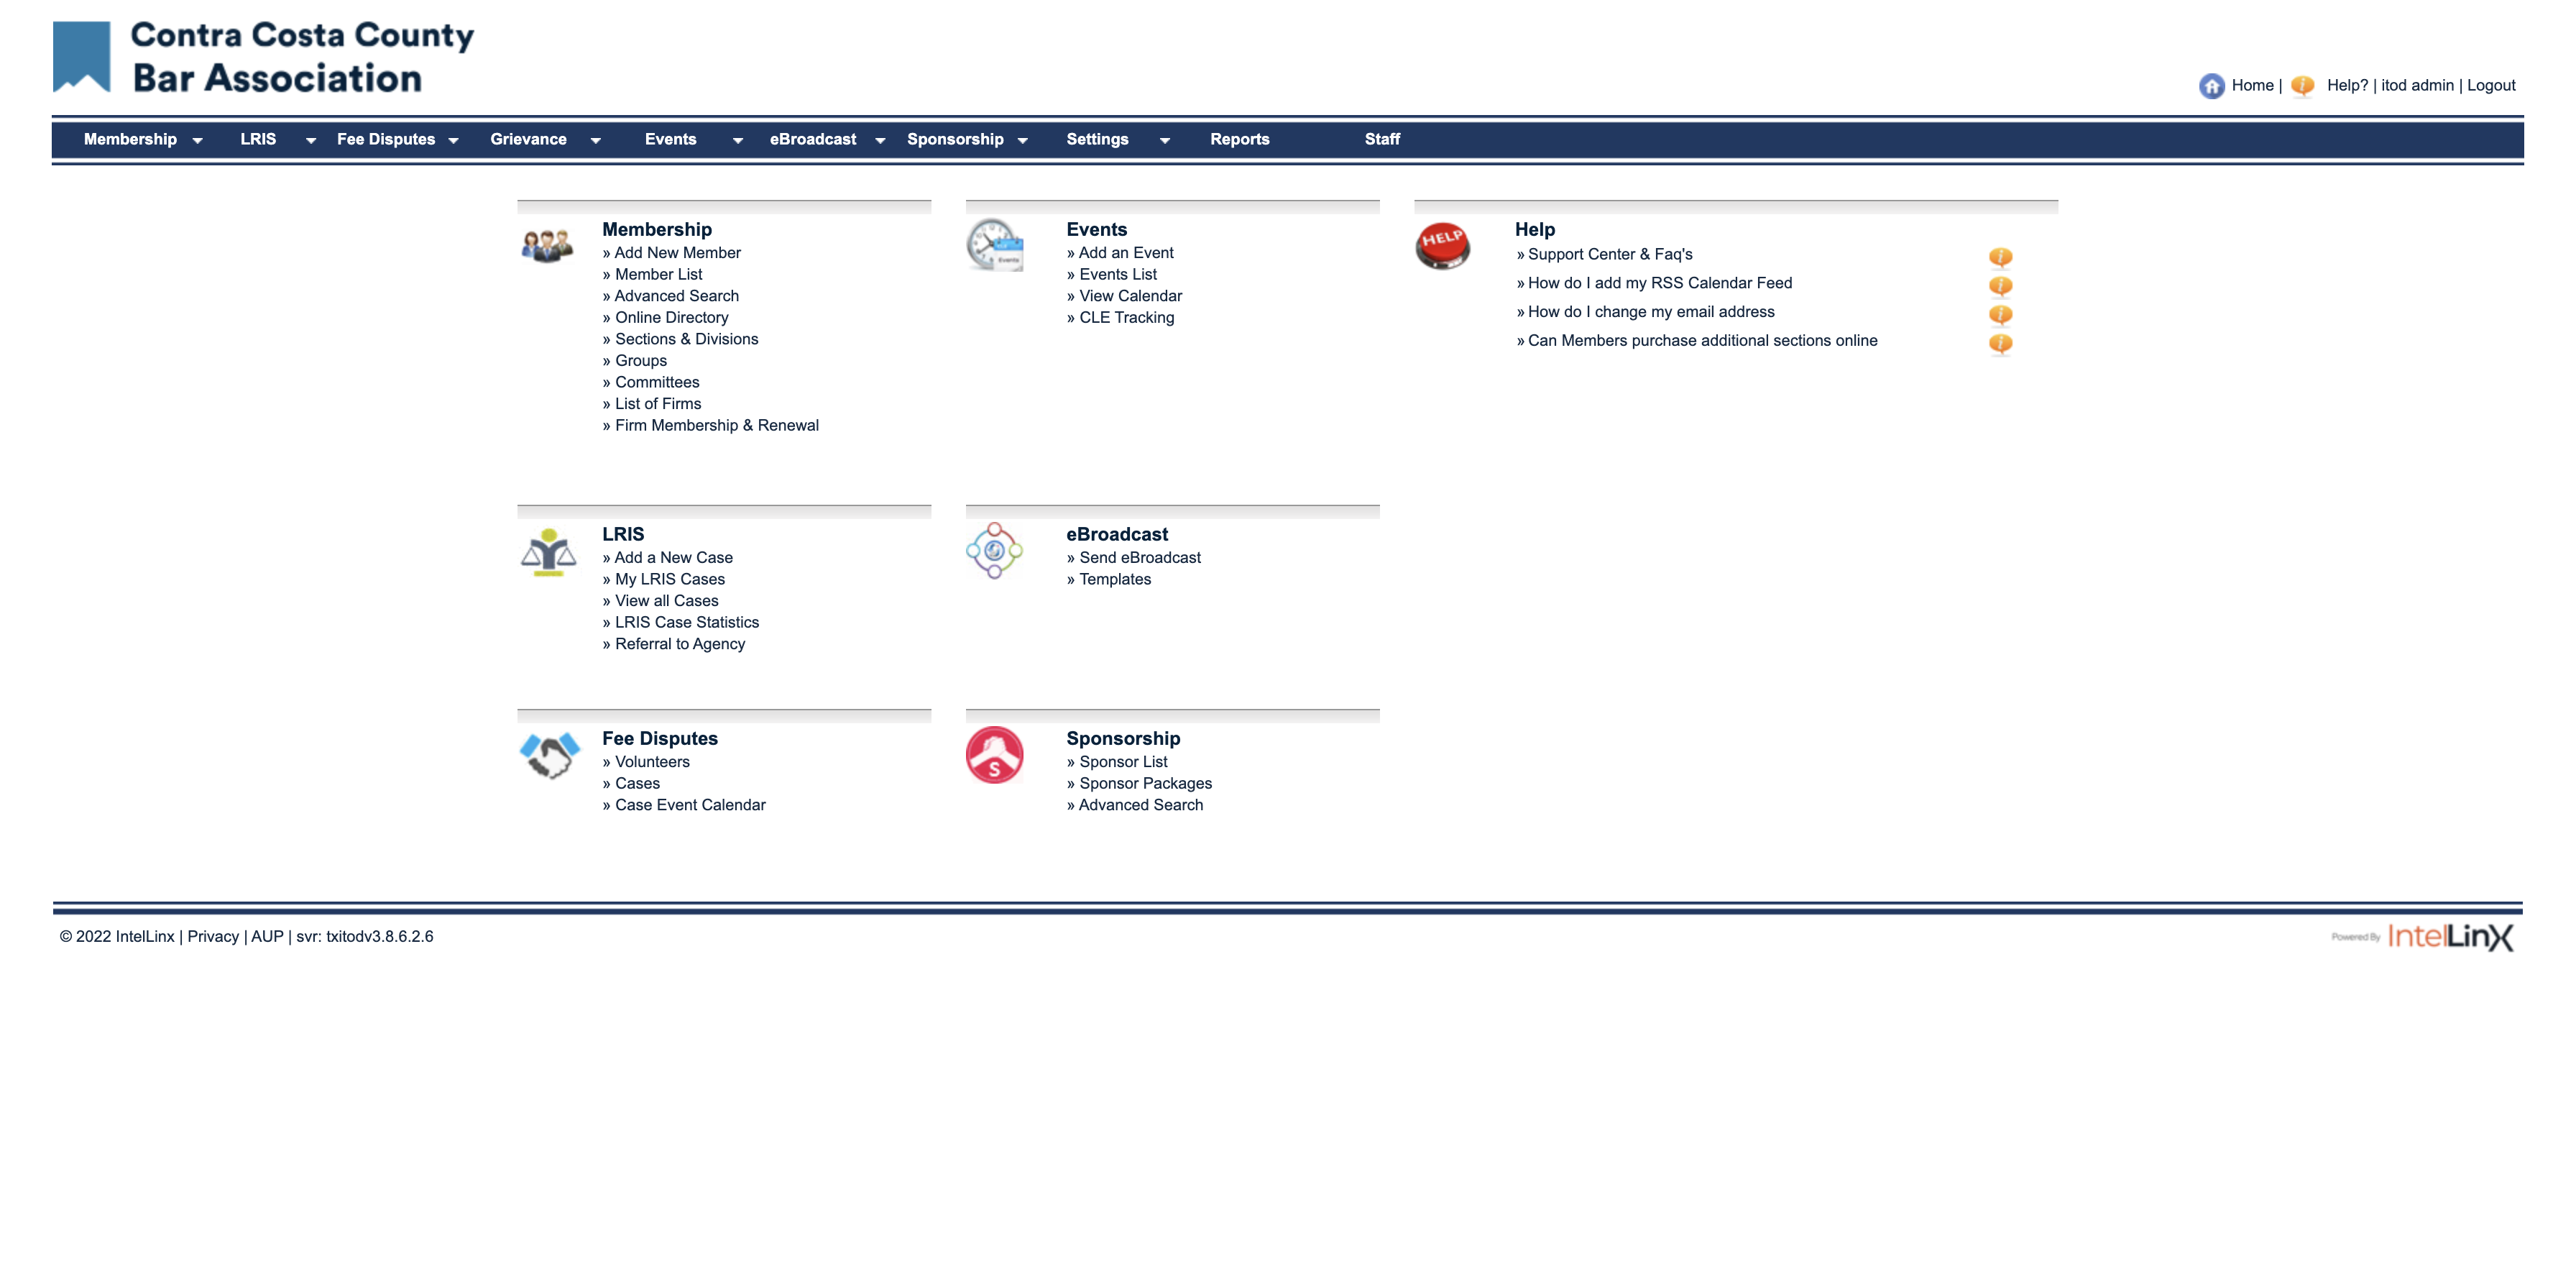 Contra Costa County
Bar Association
Home | Help? | itod admin | Logout
Membership LRIS Fee Disputes Grievance Events eBroadcast Sponsorship Settings Reports Staff
Membership
» Add New Member
» Member List
» Advanced Search
» Online Directory
» Sections & Divisions
» Groups
» Committees
» List of Firms
» Firm Membership & Renewal
Events
Events
» Add an Event
» Events List
» View Calendar
» CLE Tracking
HELP
Help
» Support Center & Faq's
» How do I add my RSS Calendar Feed
» How do I change my email address
» Can Members purchase additional sections online
LRIS
» Add a New Case
» My LRIS Cases
» View all Cases
» LRIS Case Statistics
» Referral to Agency
eBroadcast
» Send eBroadcast
» Templates
Fee Disputes
» Volunteers
» Cases
» Case Event Calendar
S
Sponsorship
» Sponsor List
» Sponsor Packages
» Advanced Search
© 2022 IntelLinx | Privacy | AUP | svr: txitodv3.8.6.2.6
Powered By IntelLinX